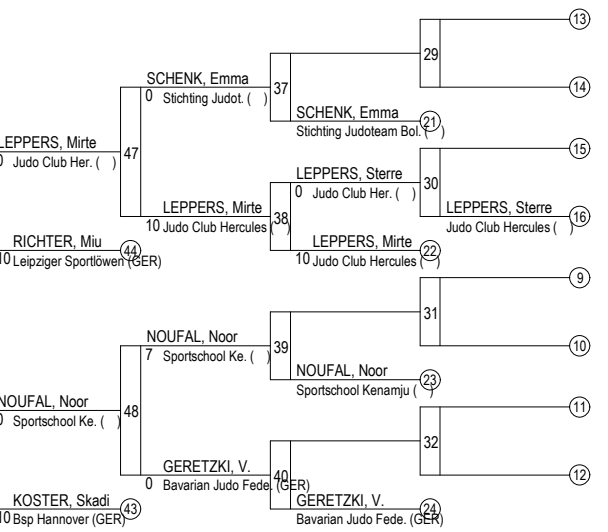 13
29
SCHENK, Emma
0 Stichting Judot. ( )
37
14
SCHENK, Emma
Stichting Judoteam Bol. ( )
21
LEPPERS, Mirte
0 Judo Club Her. ( )
47
15
LEPPERS, Sterre
0 Judo Club Her. ( )
30
LEPPERS, Mirte
10 Judo Club Hercules ( )
38
LEPPERS, Sterre
Judo Club Hercules ( )
16
RICHTER, Miu
10 Leipziger Sportlöwen (GER)
44
LEPPERS, Mirte
10 Judo Club Hercules ( )
22
9
31
NOUFAL, Noor
7 Sportschool Ke. ( )
39
10
NOUFAL, Noor
Sportschool Kenamju ( )
23
NOUFAL, Noor
0 Sportschool Ke. ( )
48
11
32
GERETZKI, V.
0 Bavarian Judo Fede. (GER)
40
12
KOSTER, Skadi
10 Bsp Hannover (GER)
43
GERETZKI, V.
Bavarian Judo Fede. (GER)
24